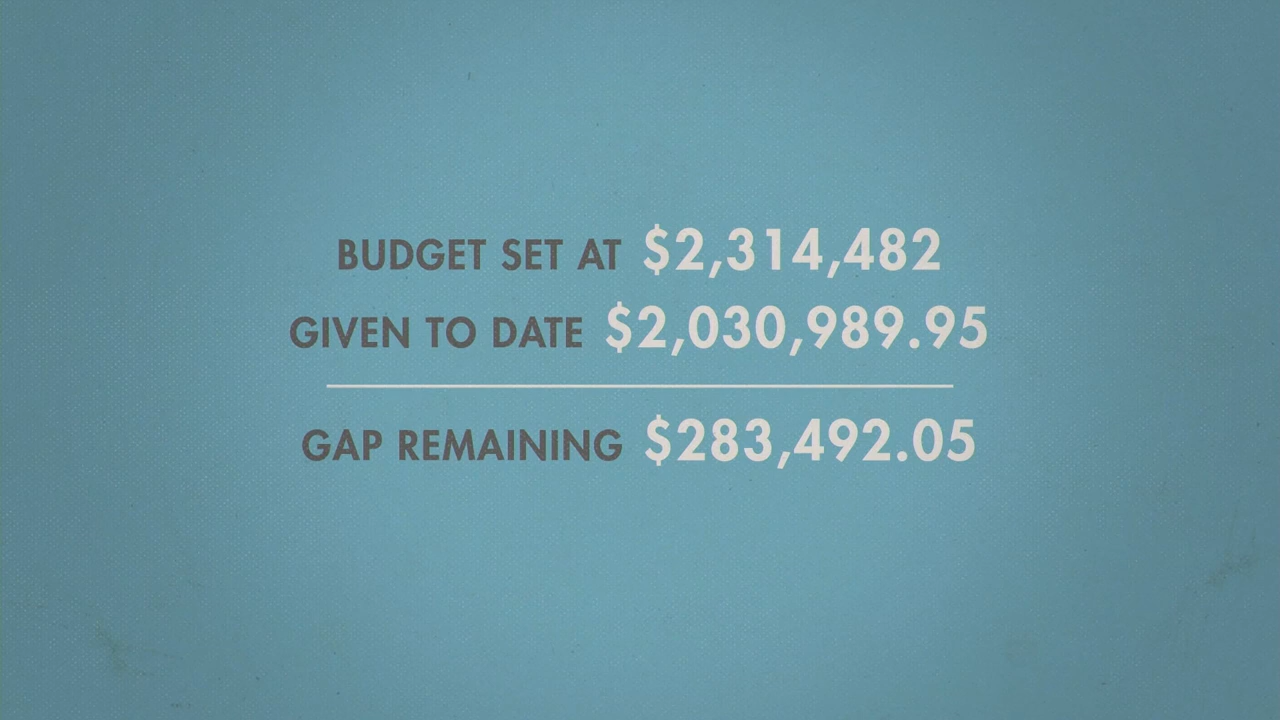 BUDGET SET AT $2,314,482
GIVEN TO DATE $2,030,989.95
GAP REMAINING $283,492.05